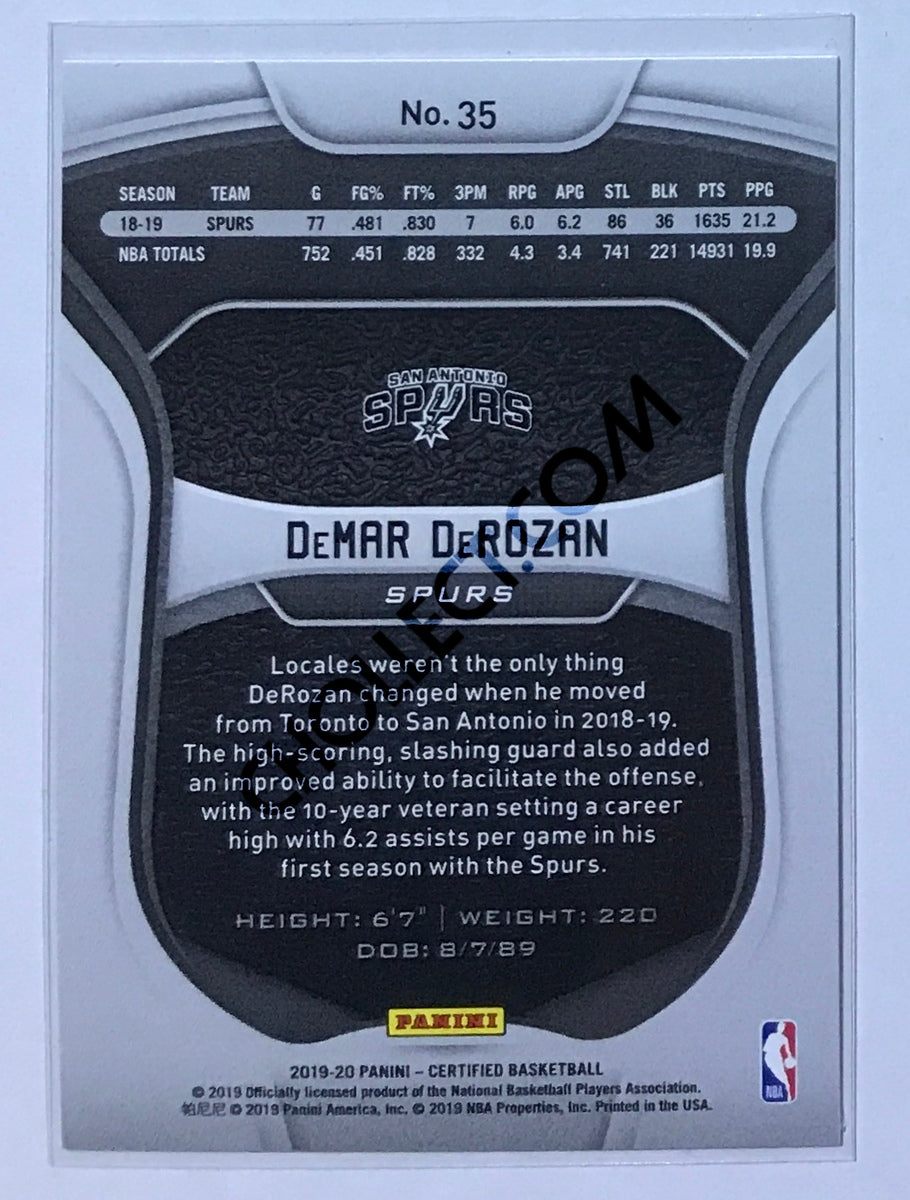 No. 35
SEASON TEAM G FG% FT% 3PM RPG APG STL BLK PTS PPG
18-19 SPURS 77 .481 .830 7 6.0 6.2 86 36 1635 21.2
NBA TOTALS 752 .451 .828 332 4.3 3.4 741 221 14931 19.9
SAN ANTONIO
SPURS
DeMAR DeROZAN
SPURS
Locales weren't the only thing
DeRozan changed when he moved
from Toronto to San Antonio in 2018-19.
The high-scoring, slashing guard also added
an improved ability to facilitate the offense,
with the 10-year veteran setting a career
high with 6.2 assists per game in his
first season with the Spurs.
HEIGHT: 6'7" | WEIGHT: 220
DOB: 8/7/89
PANINI
2019-20 PANINI – CERTIFIED BASKETBALL
© 2019 Officially licensed product of the National Basketball Players Association.
帕尼尼 © 2019 Panini America, Inc. © 2019 NBA Properties, Inc. Printed in the USA.
NBA
CHOLLECT.COM